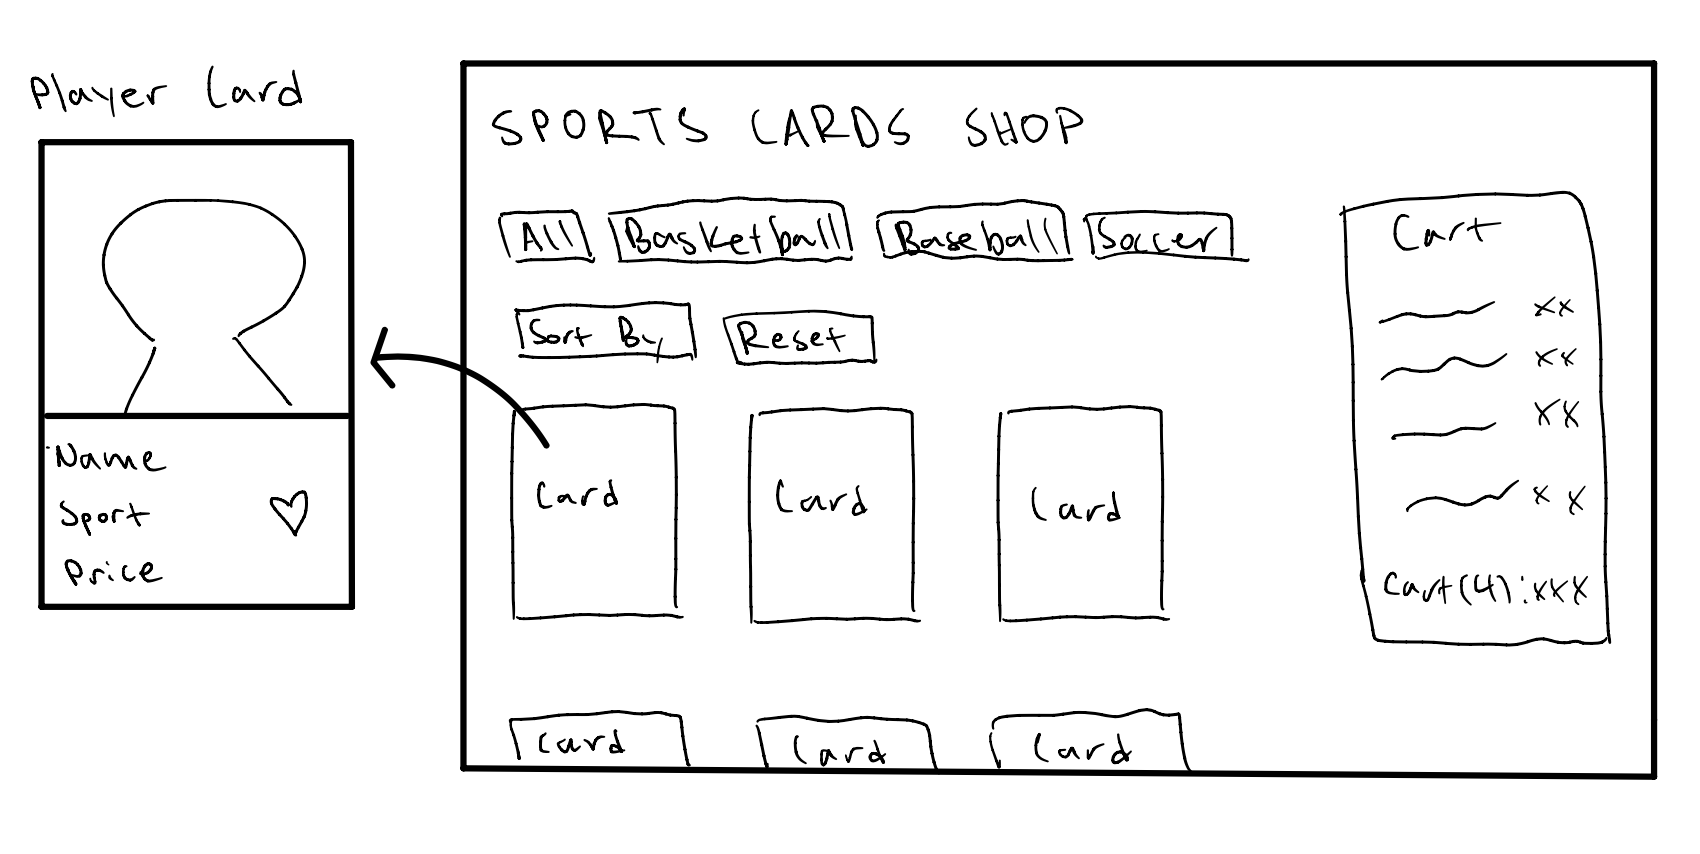 Player Card
Name
Sport
Price
SPORTS CARDS SHOP
All
Basketball
Baseball
Soccer
Sort By
Reset
Card
Card
Card
Card
Card
Card
Cart
xx
xx
xx
x x
Cart(4):xxx